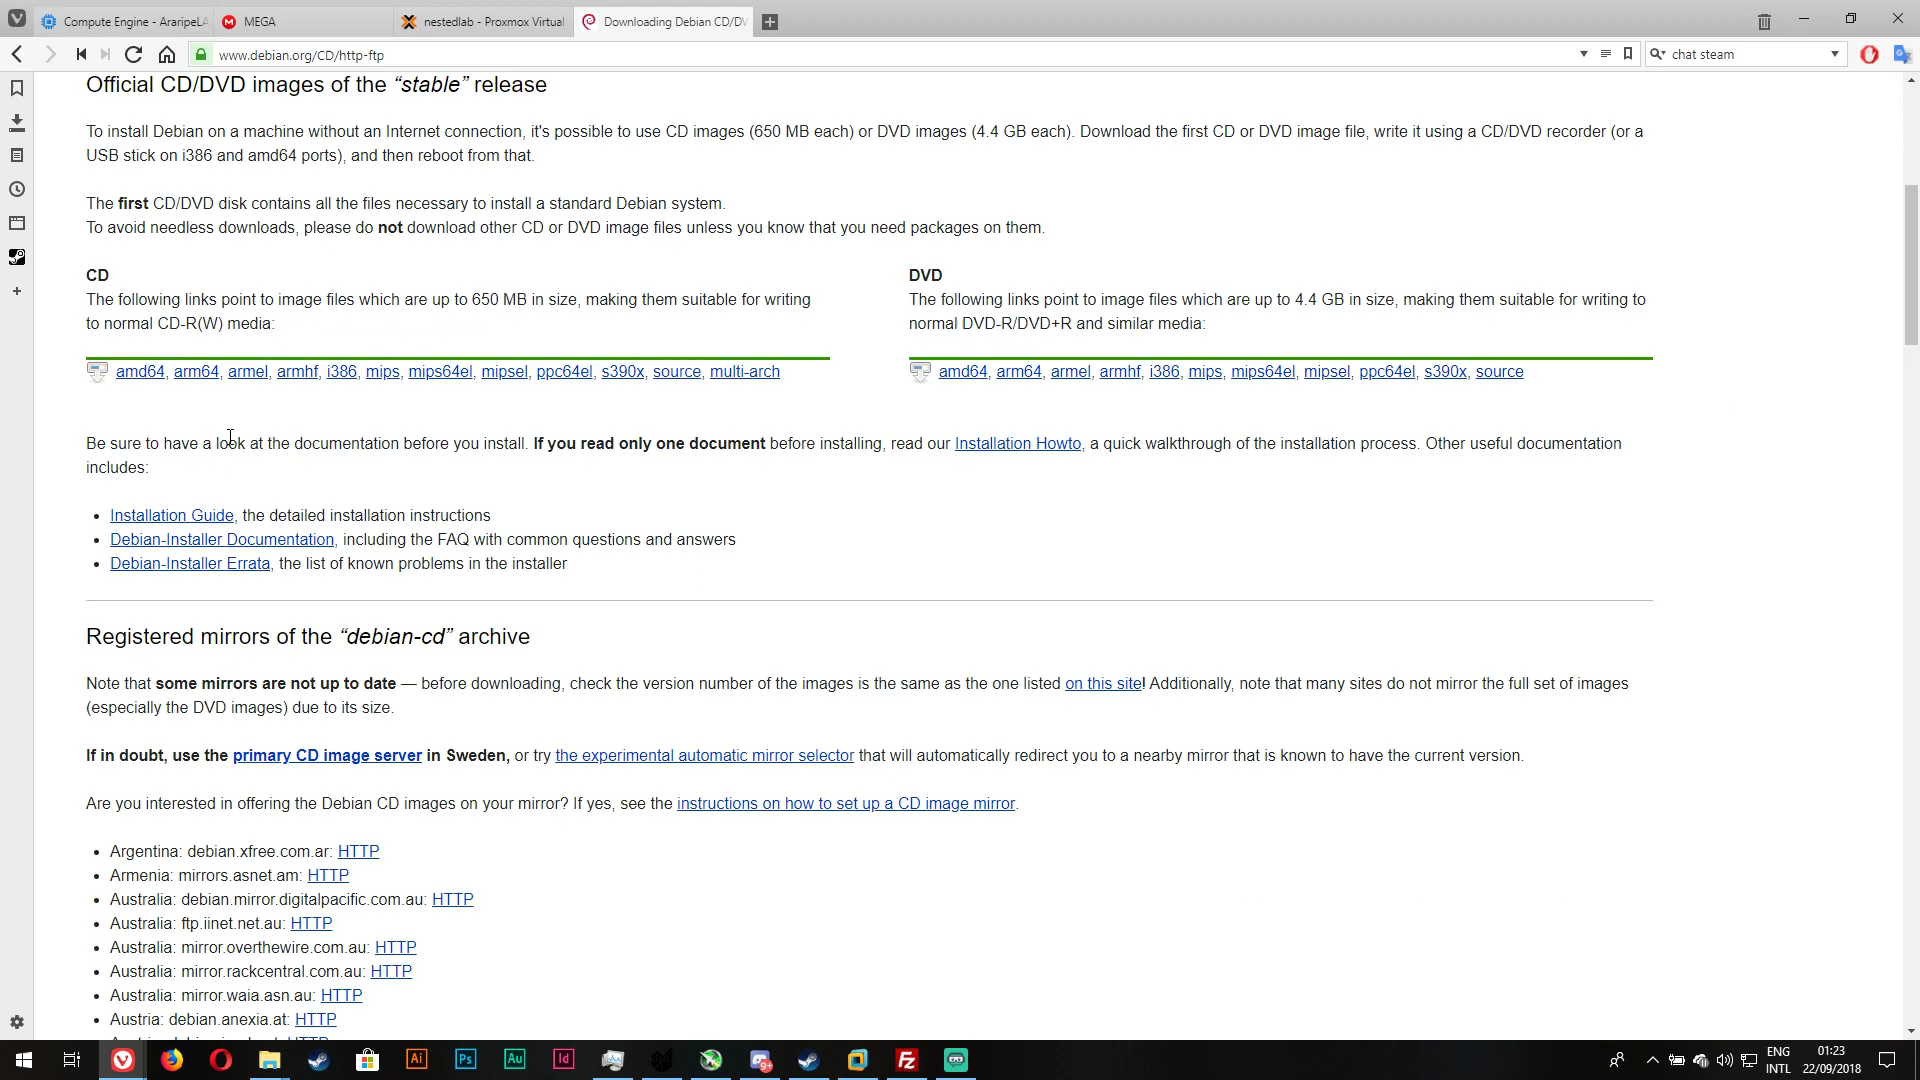 Compute Engine - AraripeLA
MEGA
nestedlab - Proxmox Virtual
Downloading Debian CD/DV
www.debian.org/CD/http-ftp
chat steam
Official CD/DVD images of the “stable” release
To install Debian on a machine without an Internet connection, it's possible to use CD images (650 MB each) or DVD images (4.4 GB each). Download the first CD or DVD image file, write it using a CD/DVD recorder (or a
USB stick on i386 and amd64 ports), and then reboot from that.
The first CD/DVD disk contains all the files necessary to install a standard Debian system.
To avoid needless downloads, please do not download other CD or DVD image files unless you know that you need packages on them.
CD
The following links point to image files which are up to 650 MB in size, making them suitable for writing
to normal CD-R(W) media:
amd64, arm64, armel, armhf, i386, mips, mips64el, mipsel, ppc64el, s390x, source, multi-arch
DVD
The following links point to image files which are up to 4.4 GB in size, making them suitable for writing to
normal DVD-R/DVD+R and similar media:
amd64, arm64, armel, armhf, i386, mips, mips64el, mipsel, ppc64el, s390x, source
Be sure to have a look at the documentation before you install. If you read only one document before installing, read our Installation Howto, a quick walkthrough of the installation process. Other useful documentation
includes:
• Installation Guide, the detailed installation instructions
• Debian-Installer Documentation, including the FAQ with common questions and answers
• Debian-Installer Errata, the list of known problems in the installer
Registered mirrors of the “debian-cd” archive
Note that some mirrors are not up to date — before downloading, check the version number of the images is the same as the one listed on this site! Additionally, note that many sites do not mirror the full set of images
(especially the DVD images) due to its size.
If in doubt, use the primary CD image server in Sweden, or try the experimental automatic mirror selector that will automatically redirect you to a nearby mirror that is known to have the current version.
Are you interested in offering the Debian CD images on your mirror? If yes, see the instructions on how to set up a CD image mirror.
• Argentina: debian.xfree.com.ar: HTTP
• Armenia: mirrors.asnet.am: HTTP
• Australia: debian.mirror.digitalpacific.com.au: HTTP
• Australia: ftp.iinet.net.au: HTTP
• Australia: mirror.overthewire.com.au: HTTP
• Australia: mirror.rackcentral.com.au: HTTP
• Australia: mirror.waia.asn.au: HTTP
• Austria: debian.anexia.at: HTTP
Ai
Ps
Au
Id
Fz
ENG
INTL
01:23
22/09/2018